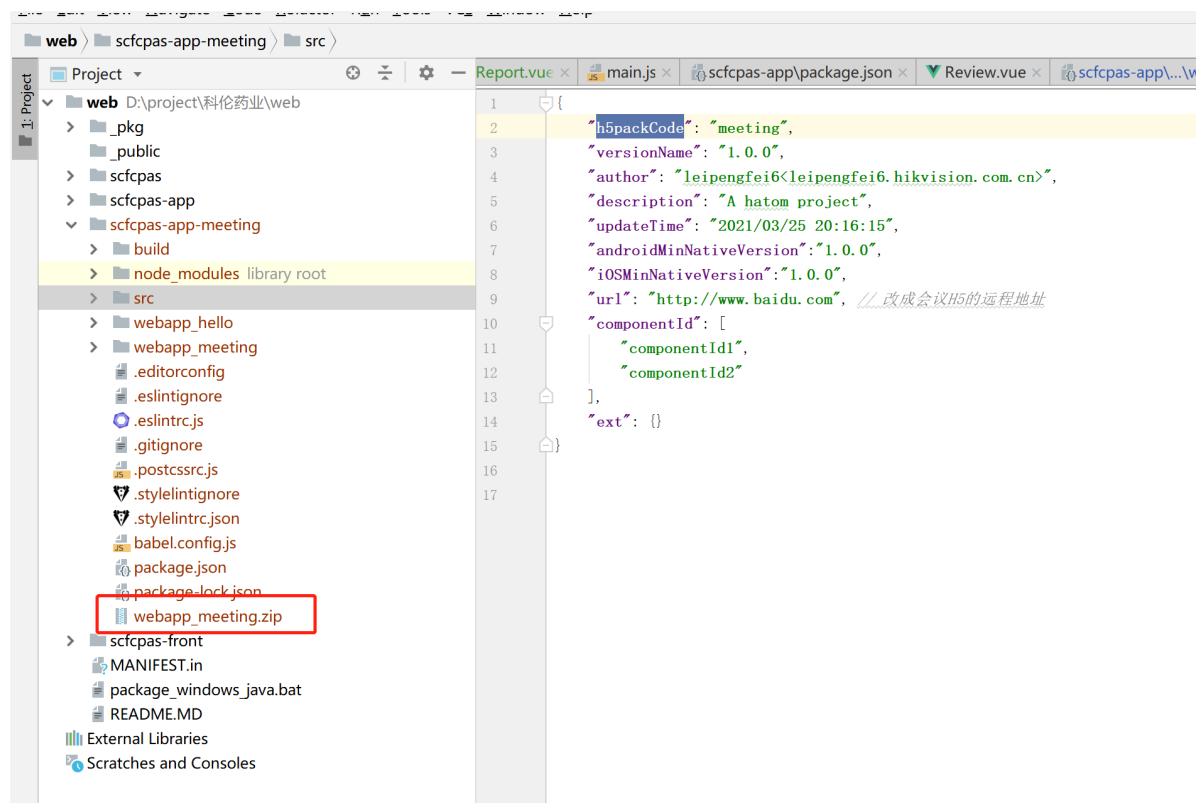 web scfcpas-app-meeting src
1: Project
Project
Report.vue main.js scfcpas-app\package.json Review.vue scfcpas-app\...\w
web D:\project\科伦药业\web
_pkg
_public
scfcpas
scfcpas-app
scfcpas-app-meeting
build
node_modules library root
src
webapp_hello
webapp_meeting
.editorconfig
.eslintignore
.eslintrc.js
.gitignore
.postcssrc.js
.stylelintignore
.stylelintrc.json
babel.config.js
package.json
package-lock.json
webapp_meeting.zip
scfcpas-front
MANIFEST.in
package_windows_java.bat
README.MD
External Libraries
Scratches and Consoles
1 {
2 "h5packCode": "meeting",
3 "versionName": "1.0.0",
4 "author": "leipengfei6<leipengfei6.hikvision.com.cn>",
5 "description": "A hatom project",
6 "updateTime": "2021/03/25 20:16:15",
7 "androidMinNativeVersion":"1.0.0",
8 "iOSMinNativeVersion":"1.0.0",
9 "url": "http://www.baidu.com", // 改成会议H5的远程地址
10 "componentId": [
11 "componentId1",
12 "componentId2"
13 ],
14 "ext": {}
15 }
16
17